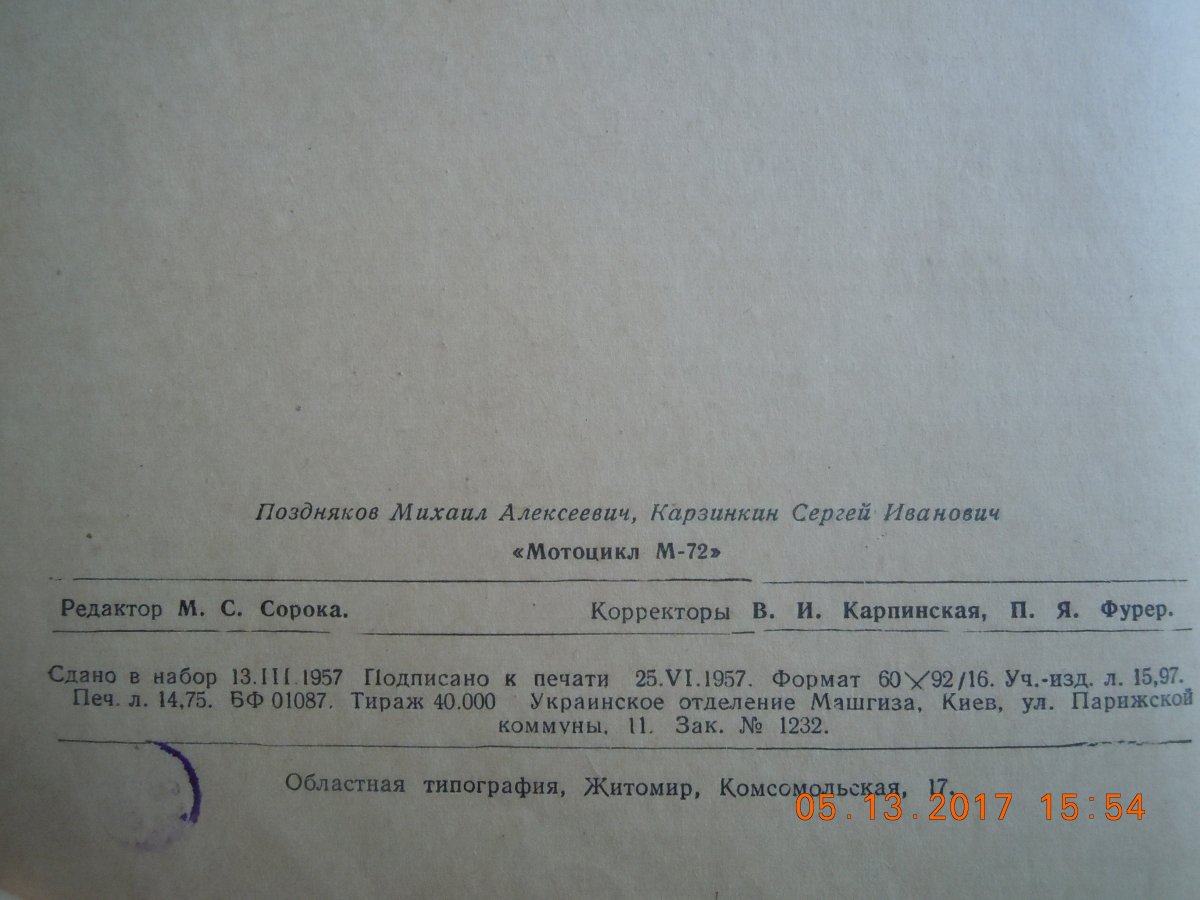 Поздняков Михаил Алексеевич, Карзинкин Сергей Иванович
«Мотоцикл М-72»
Редактор М. С. Сорока. Корректоры В. И. Карпинская, П. Я. Фурер.
Сдано в набор 13.III 1957 Подписано к печати 25.VI.1957. Формат 60×92/16. Уч.-изд. л. 15,97.
Печ. л. 14,75. БФ 01087. Тираж 40.000 Украинское отделение Машгиза, Киев, ул. Парижской
коммуны, 11. Зак. № 1232.
Областная типография, Житомир, Комсомольская, 17.
05.13.2017 15:54